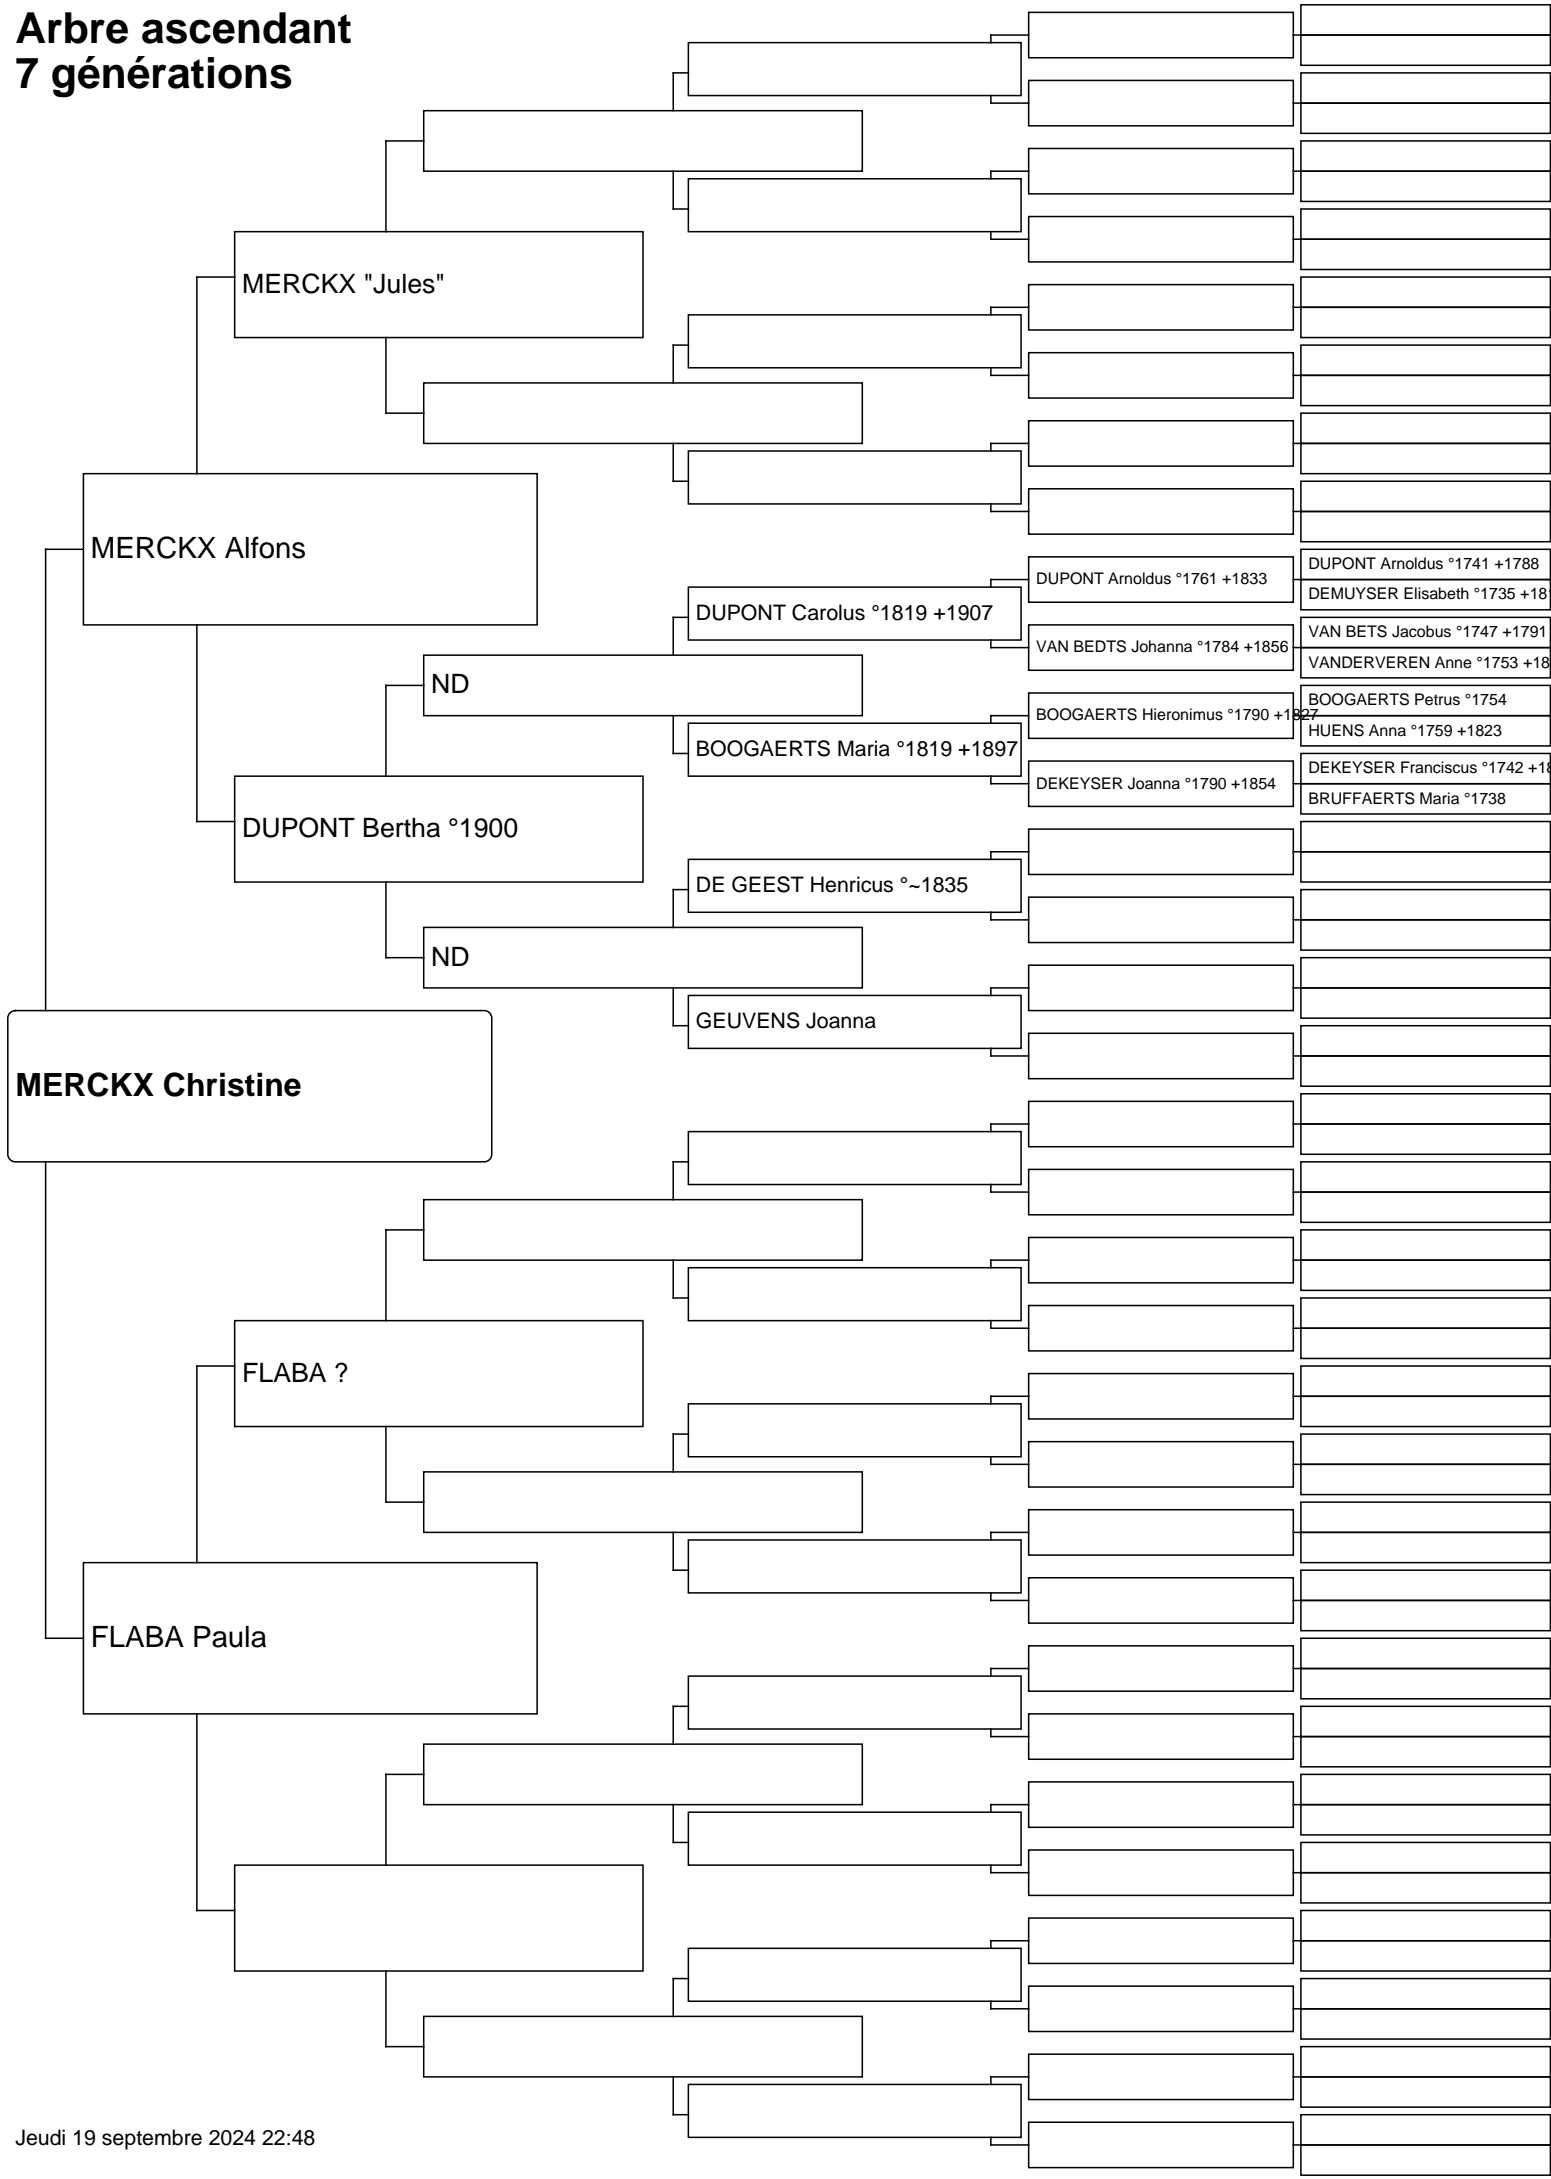 Arbre ascendant
7 générations
MERCKX "Jules"
MERCKX Alfons
DUPONT Arnoldus °1741 +1788
DUPONT Arnoldus °1761 +1833
DEMUYSER Elisabeth °1735 +18
DUPONT Carolus °1819 +1907
VAN BETS Jacobus °1747 +1791
VAN BEDTS Johanna °1784 +1856
VANDERVEREN Anne °1753 +18
ND
BOOGAERTS Petrus °1754
BOOGAERTS Hieronimus °1790 +1827
HUENS Anna °1759 +1823
BOOGAERTS Maria °1819 +1897
DEKEYSER Franciscus °1742 +18
DEKEYSER Joanna °1790 +1854
BRUFFAERTS Maria °1738
DUPONT Bertha °1900
DE GEEST Henricus °~1835
ND
GEUVENS Joanna
MERCKX Christine
FLABA ?
FLABA Paula
Jeudi 19 septembre 2024 22:48